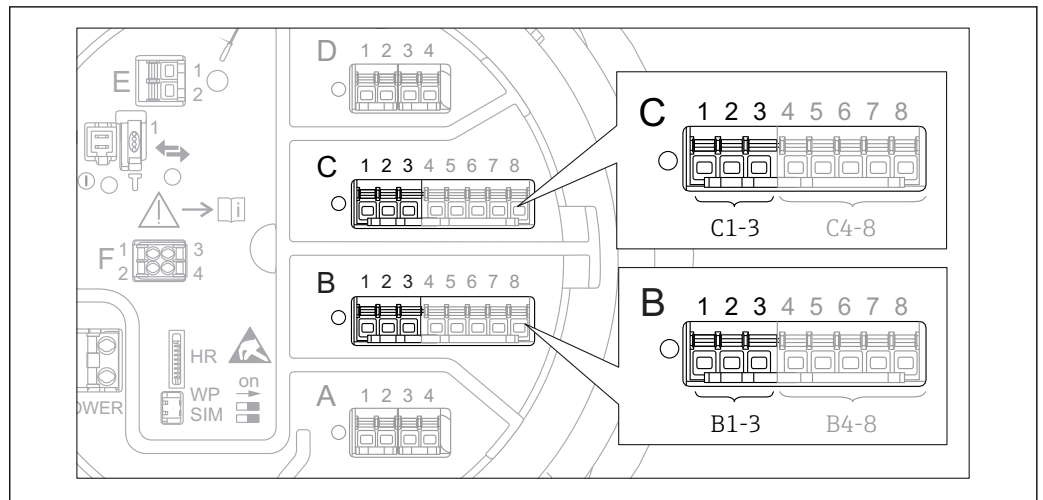 D 1 2 3 4
E 1
2
1
C 1 2 3 4 5 6 7 8
F 1 3
2 4
B 1 2 3 4 5 6 7 8
HR
WP on
SIM
OWER
A 1 2 3 4
C 1 2 3 4 5 6 7 8
C1-3 C4-8
B 1 2 3 4 5 6 7 8
B1-3 B4-8